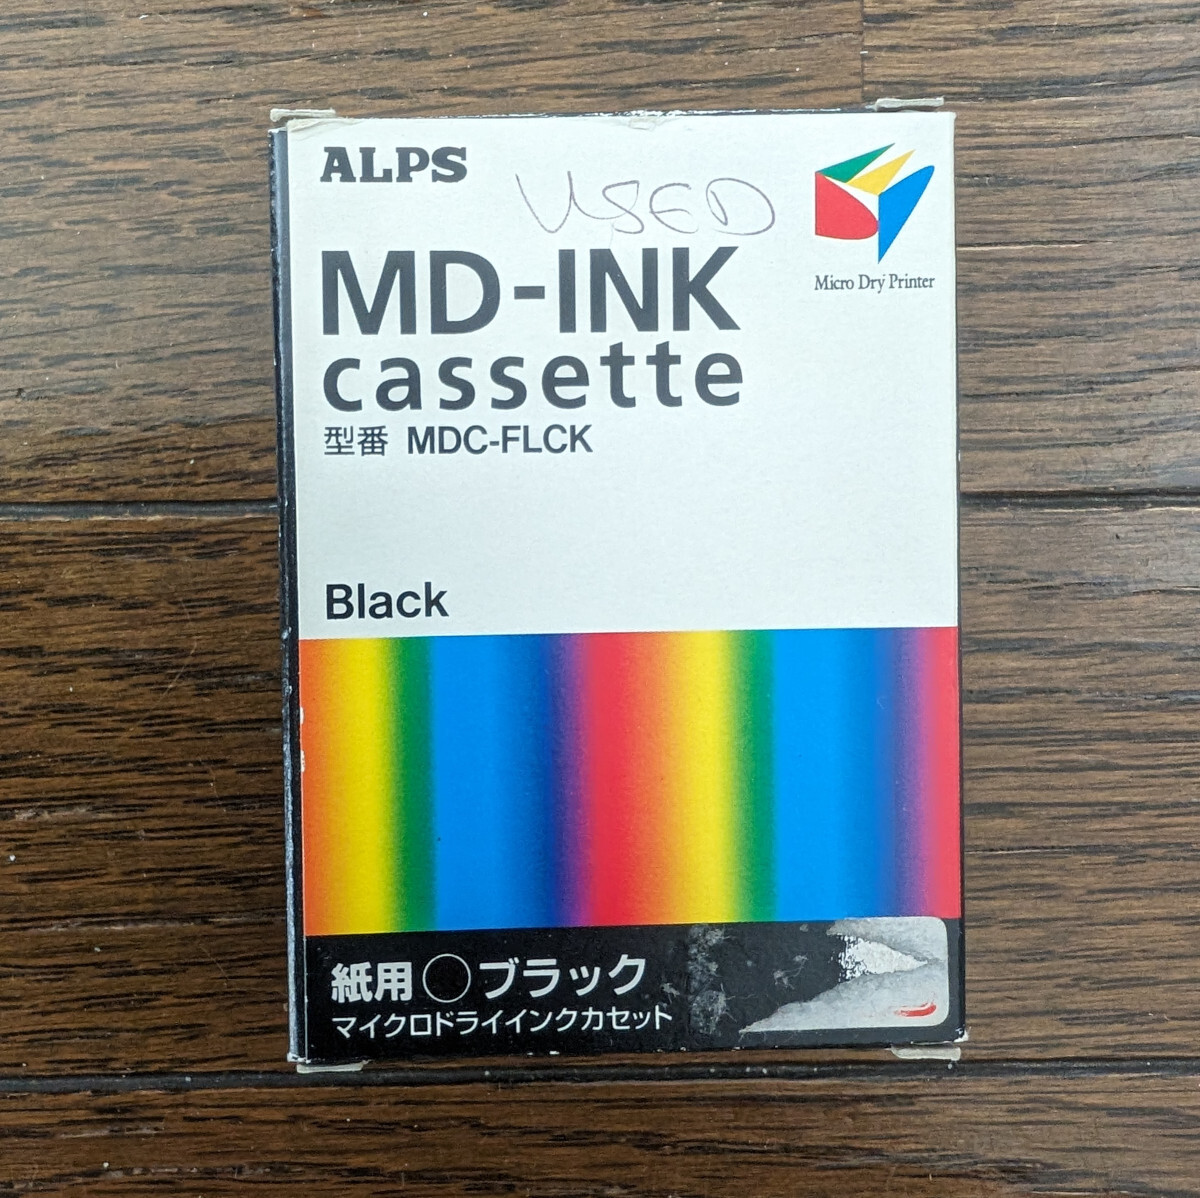 ALPS
USED
Micro Dry Printer
MD-INK
cassette
型番 MDC-FLCK
Black
紙用 ブラック
マイクロドライインクカセット